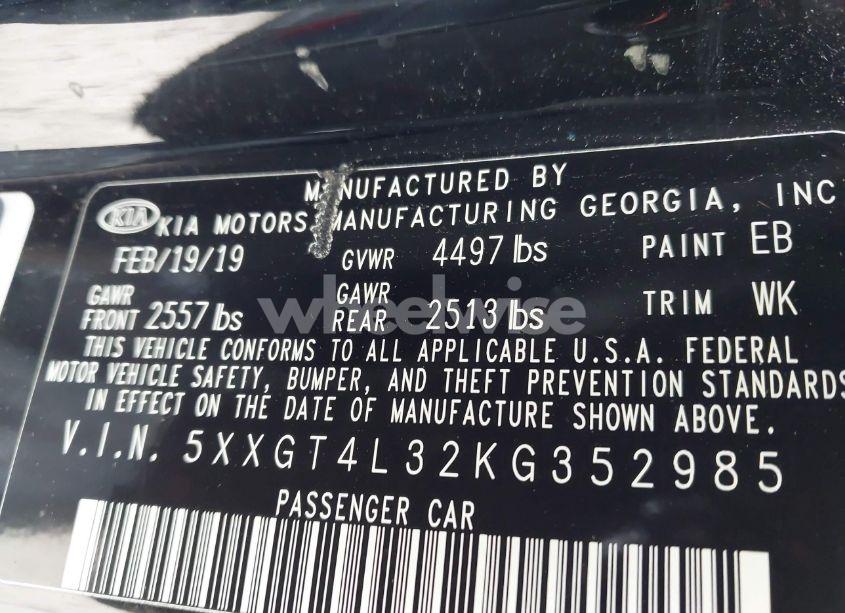 MANUFACTURED BY
KIA KIA MOTORS MANUFACTURING GEORGIA, INC
FEB/19/19 GVWR 4497 lbs PAINT EB
GAWR FRONT 2557 lbs GAWR REAR 2513 lbs TRIM WK
wheelwise
THIS VEHICLE CONFORMS TO ALL APPLICABLE U.S.A. FEDERAL
MOTOR VEHICLE SAFETY, BUMPER, AND THEFT PREVENTION STANDARDS
IN EFFECT ON THE DATE OF MANUFACTURE SHOWN ABOVE.
V.I.N. 5XXGT4L32KG352985
PASSENGER CAR